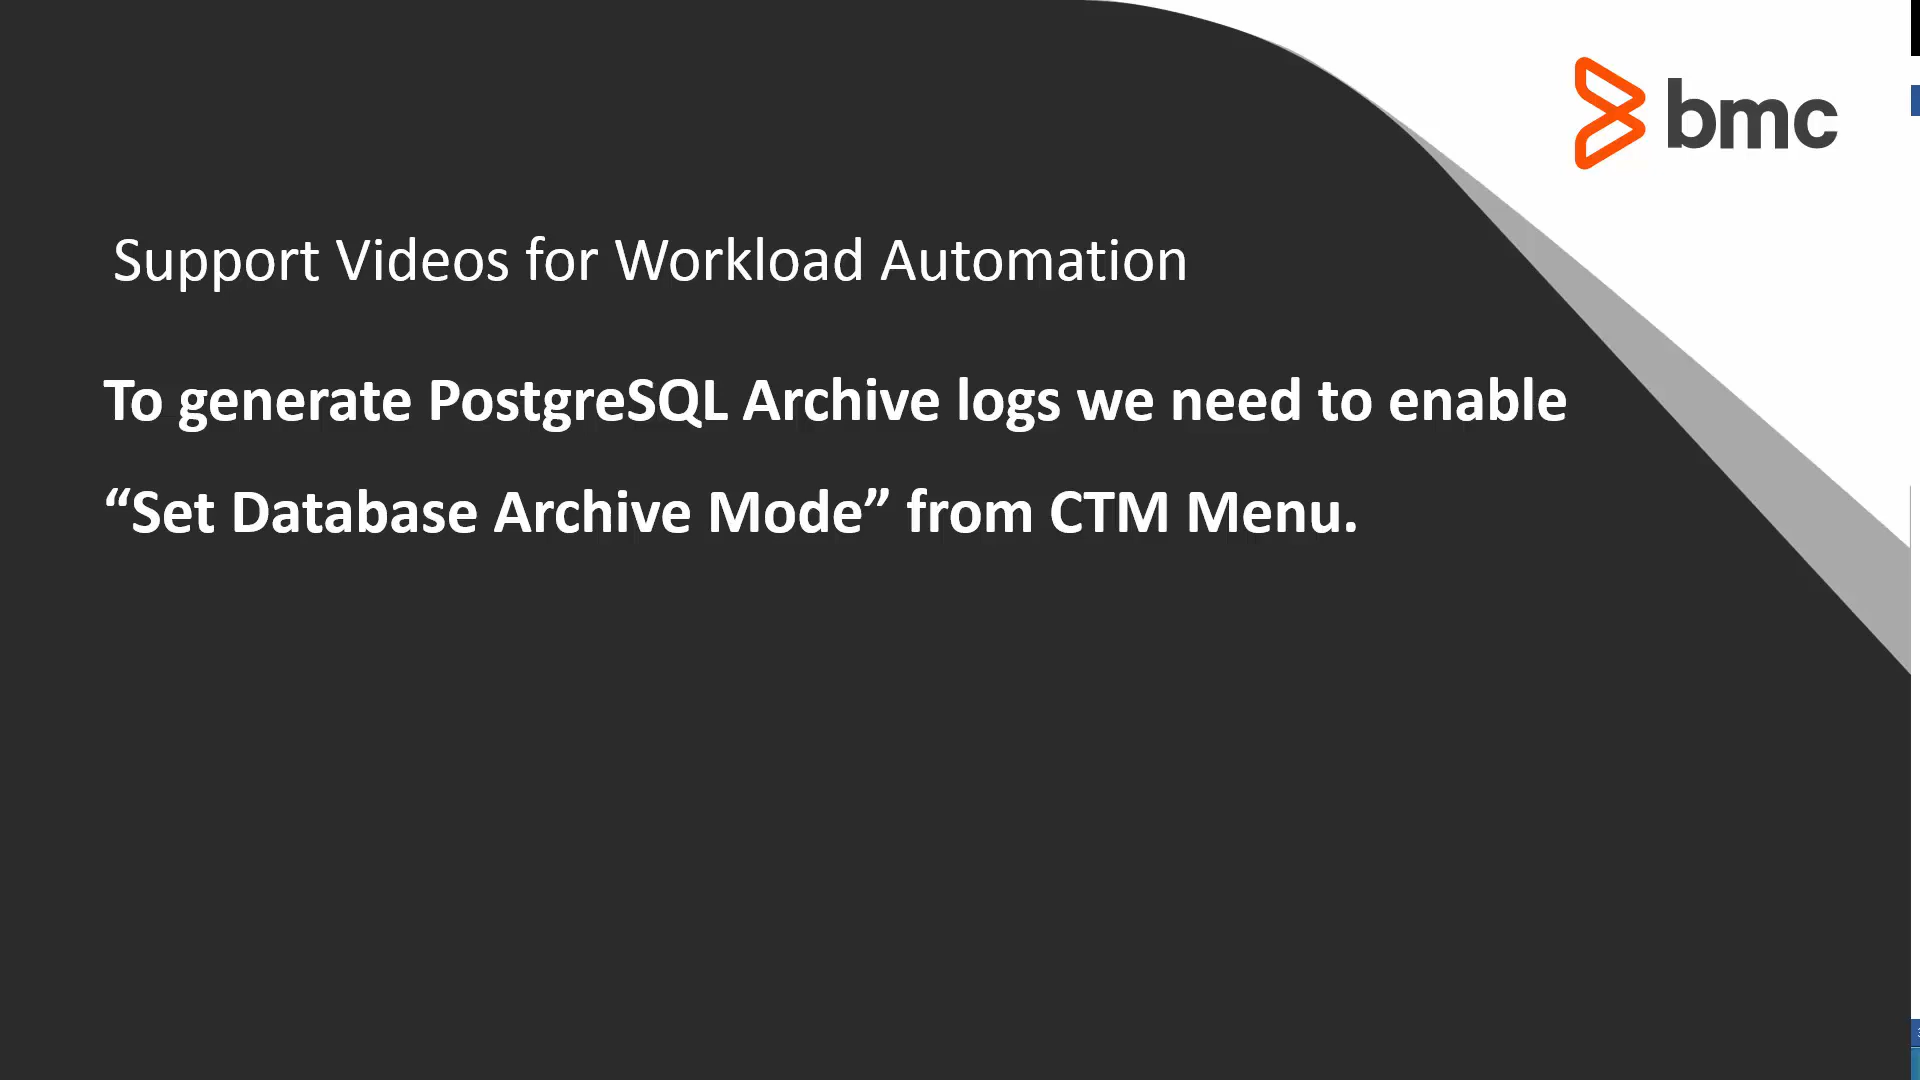 bmc
Support Videos for Workload Automation
To generate PostgreSQL Archive logs we need to enable
“Set Database Archive Mode” from CTM Menu.